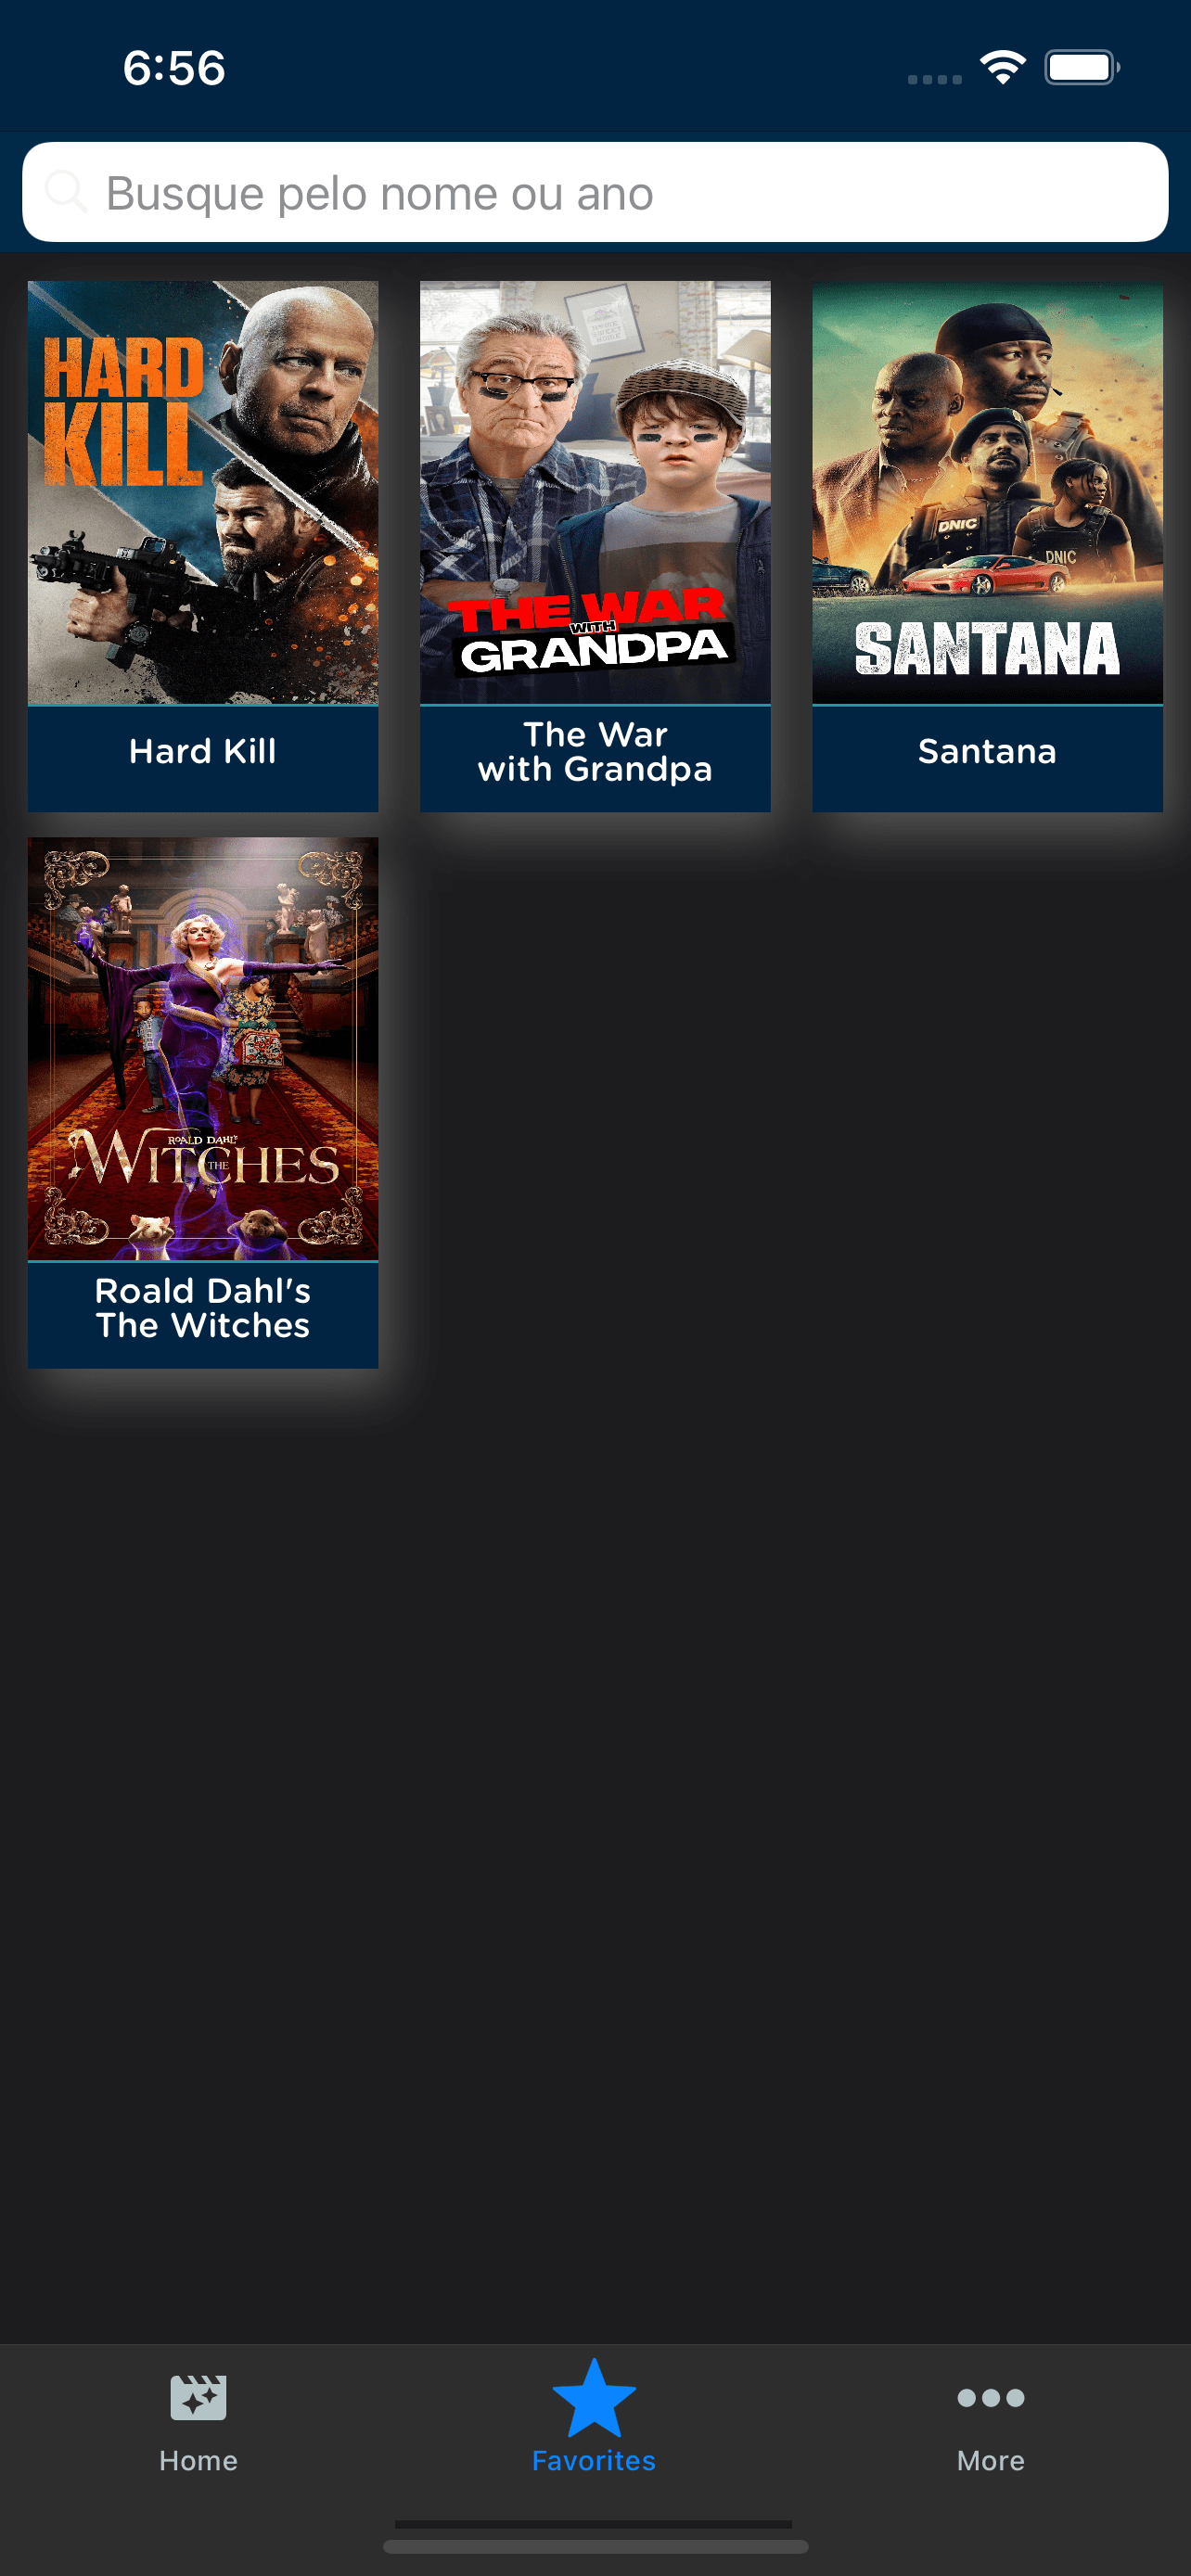 6:56
Busque pelo nome ou ano
HARD
KILL
THE WAR
WITH
GRANDPA
DNIC
DNIC
SANTANA
Hard Kill
The War
with Grandpa
Santana
ROALD DAHL'S
THE
WITCHES
Roald Dahl's
The Witches
Home
Favorites
More